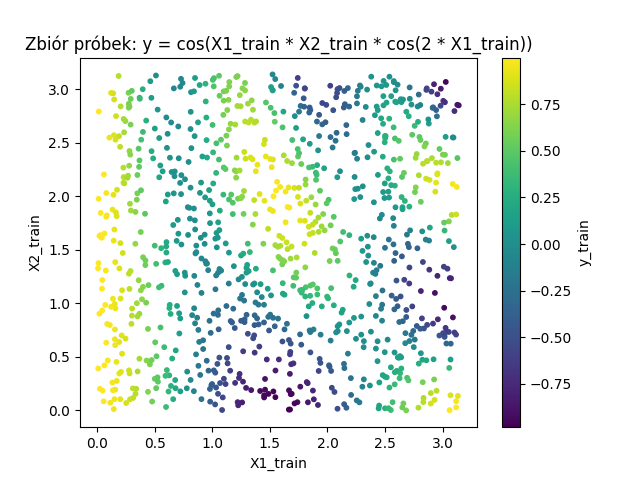 Zbiór próbek: y = cos(X1_train * X2_train * cos(2 * X1_train))
3.0
2.5
2.0
1.5
1.0
0.5
0.0
X2_train
0.0 0.5 1.0 1.5 2.0 2.5 3.0
X1_train
0.75
0.50
0.25
0.00
−0.25
−0.50
−0.75
y_train